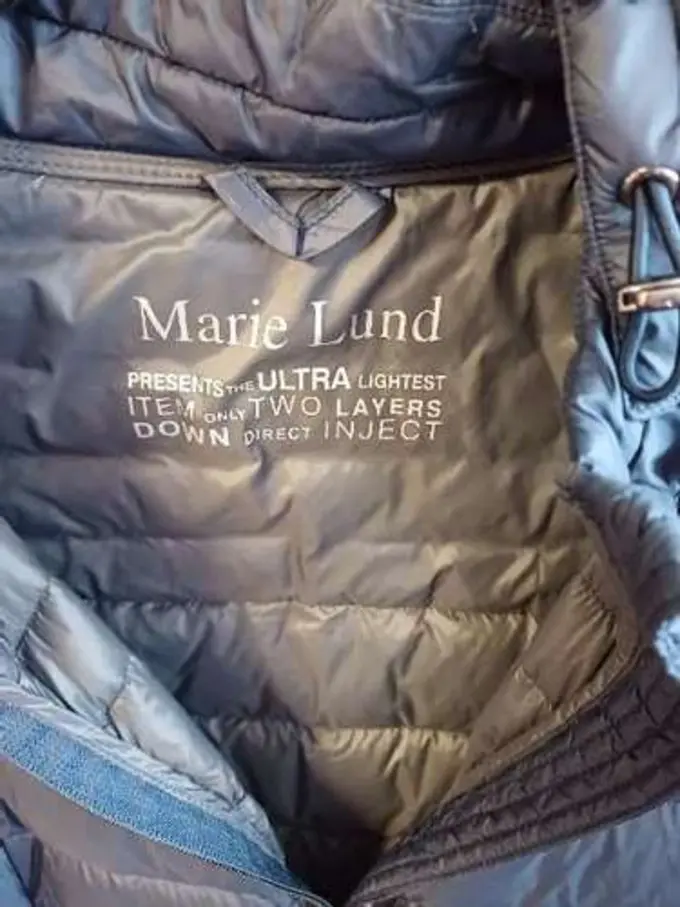 Marie Lund
PRESENTS THE ULTRA LIGHTEST
ITEM ONLY TWO LAYERS
DOWN DIRECT INJECT